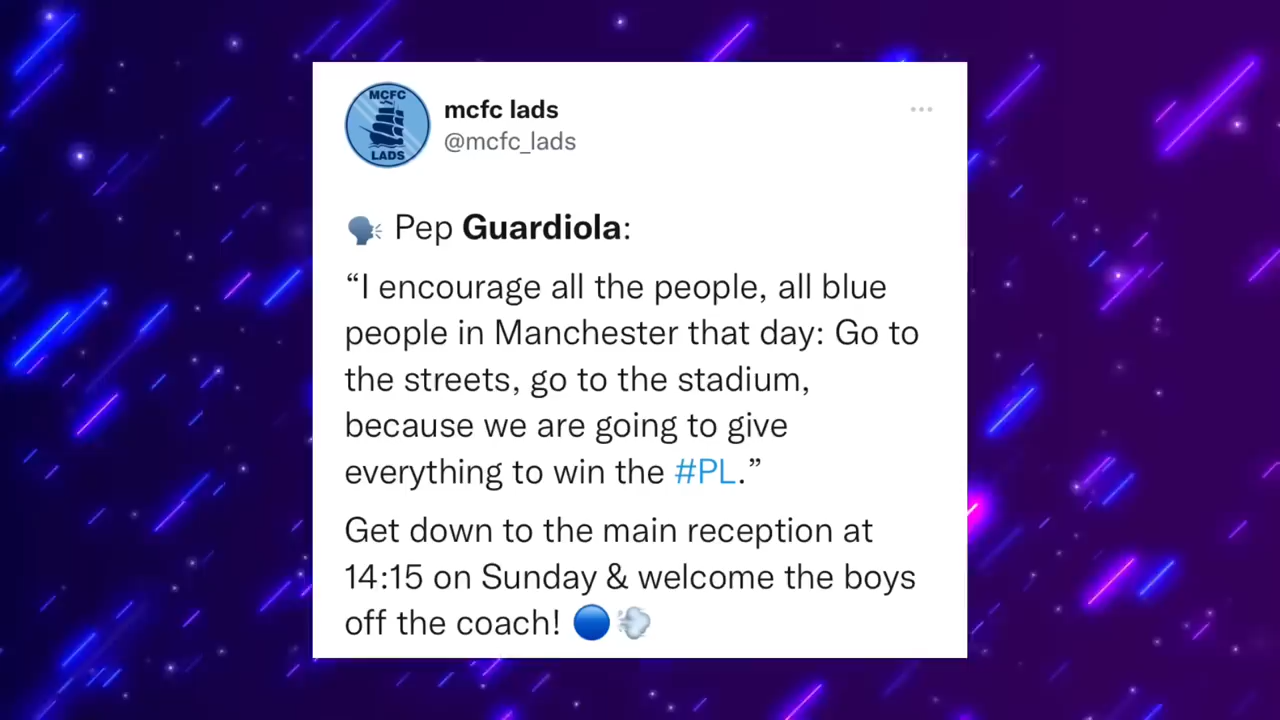 MCFC
LADS
mcfc lads
@mcfc_lads
🗣️ Pep Guardiola:
“I encourage all the people, all blue
people in Manchester that day: Go to
the streets, go to the stadium,
because we are going to give
everything to win the #PL.”
Get down to the main reception at
14:15 on Sunday & welcome the boys
off the coach! 🔵💨